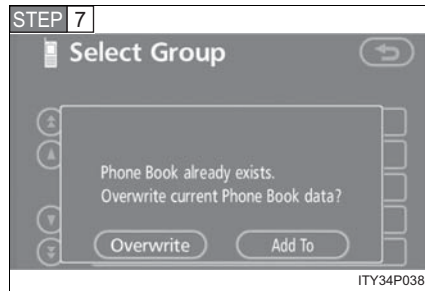 STEP 7
Select Group
Phone Book already exists.
Overwrite current Phone Book data?
Overwrite Add To
ITY34P038